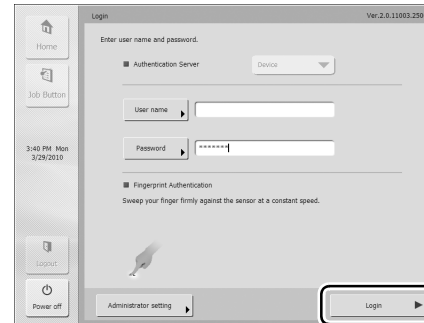 Login
Ver.2.0.11003.250
Home
Job Button
3:40 PM Mon
3/29/2010
Logout
Power off
Enter user name and password.
Authentication Server
Device
User name
Password
*******
Fingerprint Authentication
Sweep your finger firmly against the sensor at a constant speed.
Administrator setting
Login